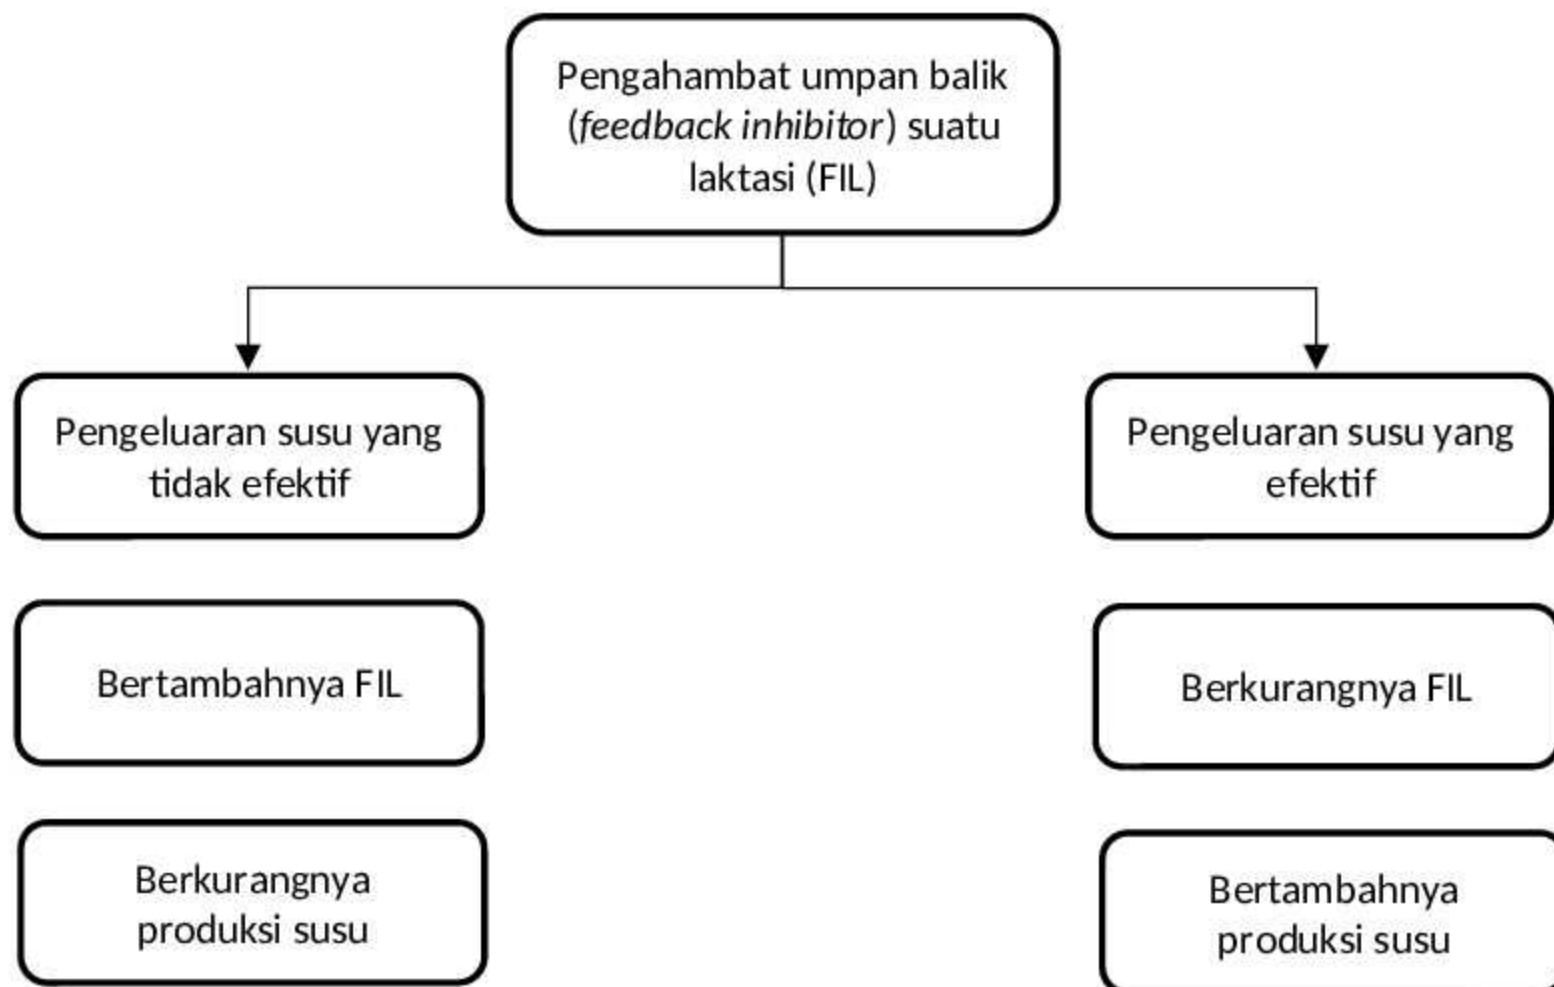 Pengahambat umpan balik
(feedback inhibitor) suatu
laktasi (FIL)
Pengeluaran susu yang
tidak efektif
Pengeluaran susu yang
efektif
Bertambahnya FIL
Berkurangnya FIL
Berkurangnya
produksi susu
Bertambahnya
produksi susu